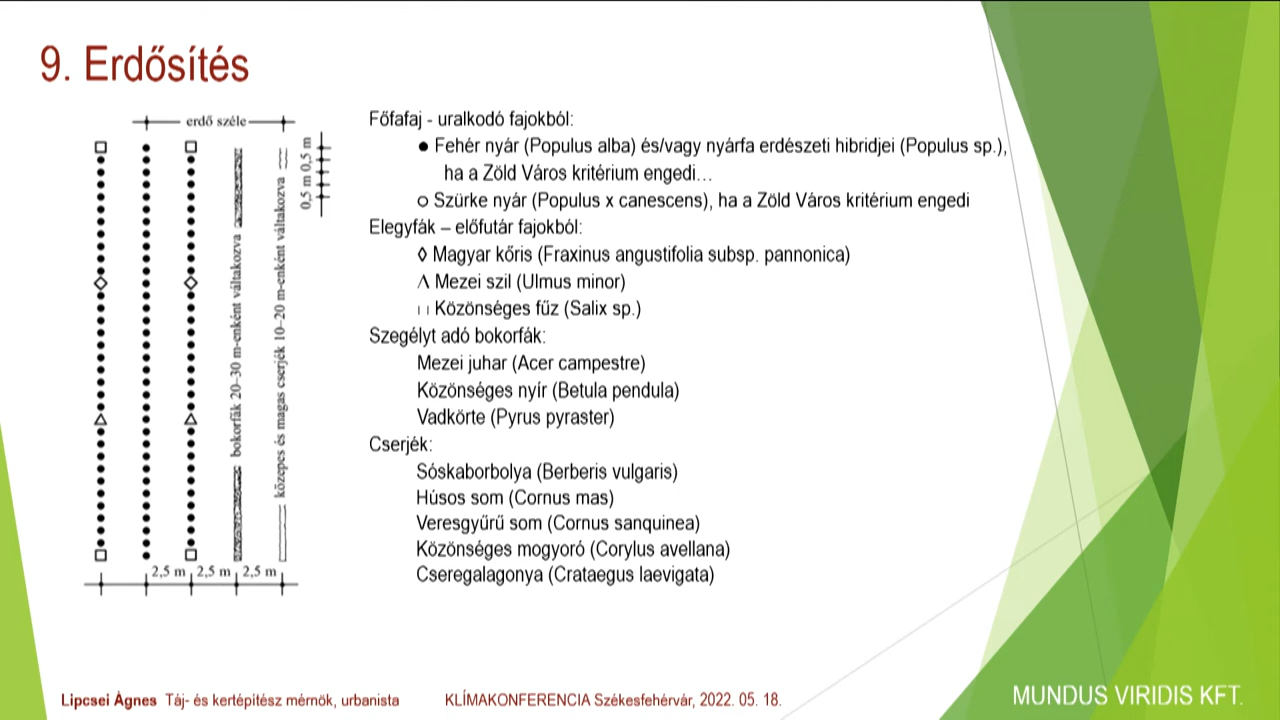 9. Erdősítés
erdő széle
0,5 m 0,5 m
bokorfák 20–30 m-enként váltakozva
közepes és magas cserjék 10–20 m-enként váltakozva
2,5 m 2,5 m 2,5 m
Főfafaj - uralkodó fajokból:
● Fehér nyár (Populus alba) és/vagy nyárfa erdészeti hibridjei (Populus sp.),
ha a Zöld Város kritérium engedi…
○ Szürke nyár (Populus x canescens), ha a Zöld Város kritérium engedi
Elegyfák – előfutár fajokból:
◊ Magyar kőris (Fraxinus angustifolia subsp. pannonica)
Λ Mezei szil (Ulmus minor)
╷╷ Közönséges fűz (Salix sp.)
Szegélyt adó bokorfák:
Mezei juhar (Acer campestre)
Közönséges nyír (Betula pendula)
Vadkörte (Pyrus pyraster)
Cserjék:
Sóskaborbolya (Berberis vulgaris)
Húsos som (Cornus mas)
Veresgyűrű som (Cornus sanquinea)
Közönséges mogyoró (Corylus avellana)
Cseregalagonya (Crataegus laevigata)
Lipcsei Ágnes Táj- és kertépítész mérnök, urbanista
KLÍMAKONFERENCIA Székesfehérvár, 2022. 05. 18.
MUNDUS VIRIDIS KFT.